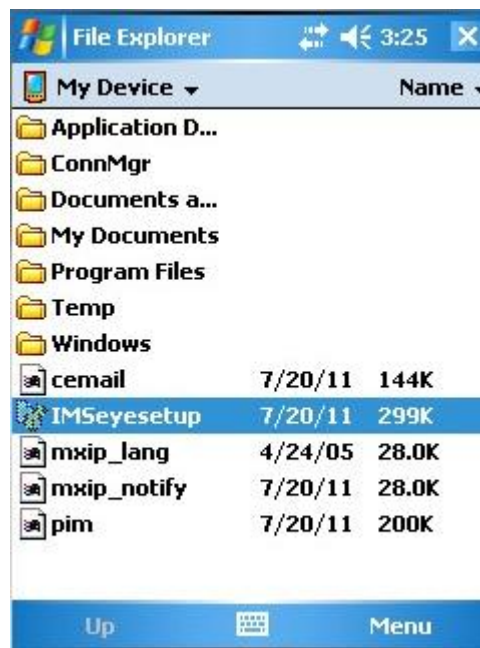 File Explorer 3:25
My Device Name
Application D...
ConnMgr
Documents a...
My Documents
Program Files
Temp
Windows
cemail 7/20/11 144K
IMSeyesetup 7/20/11 299K
mxip_lang 4/24/05 28.0K
mxip_notify 7/20/11 28.0K
pim 7/20/11 200K
Up Menu